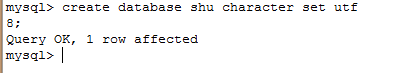 mysql> create database shu character set utf
8;
Query OK, 1 row affected
mysql>